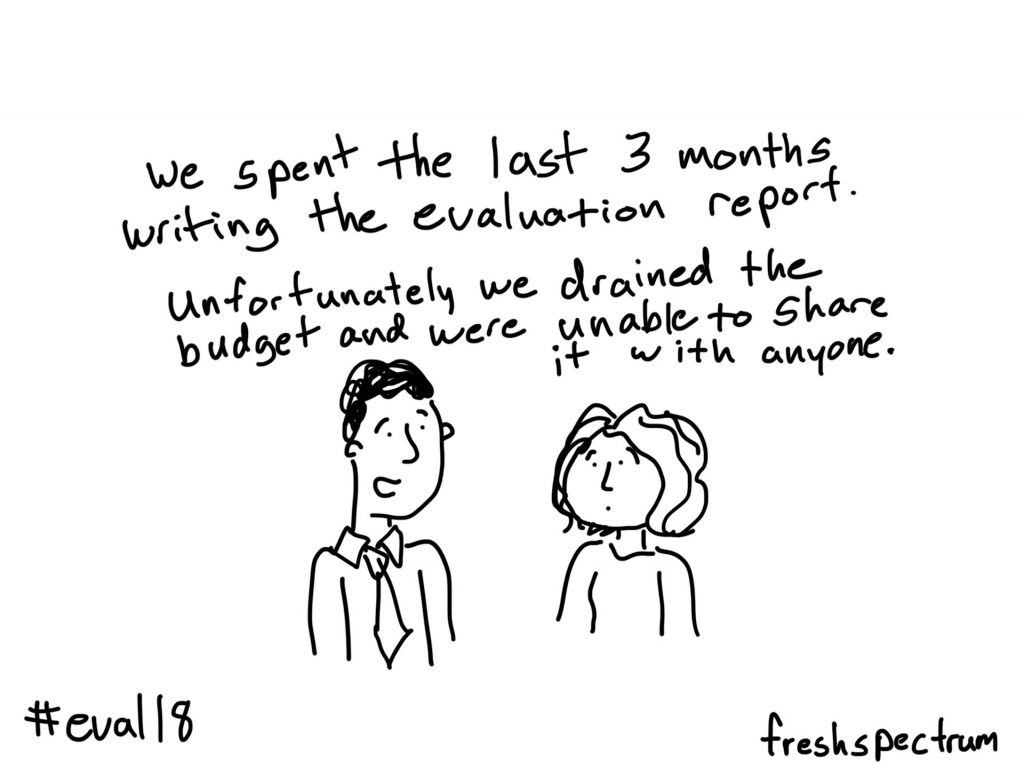 We spent the last 3 months
writing the evaluation report.
Unfortunately we drained the
budget and were unable to share
it with anyone.
#eval18
freshspectrum